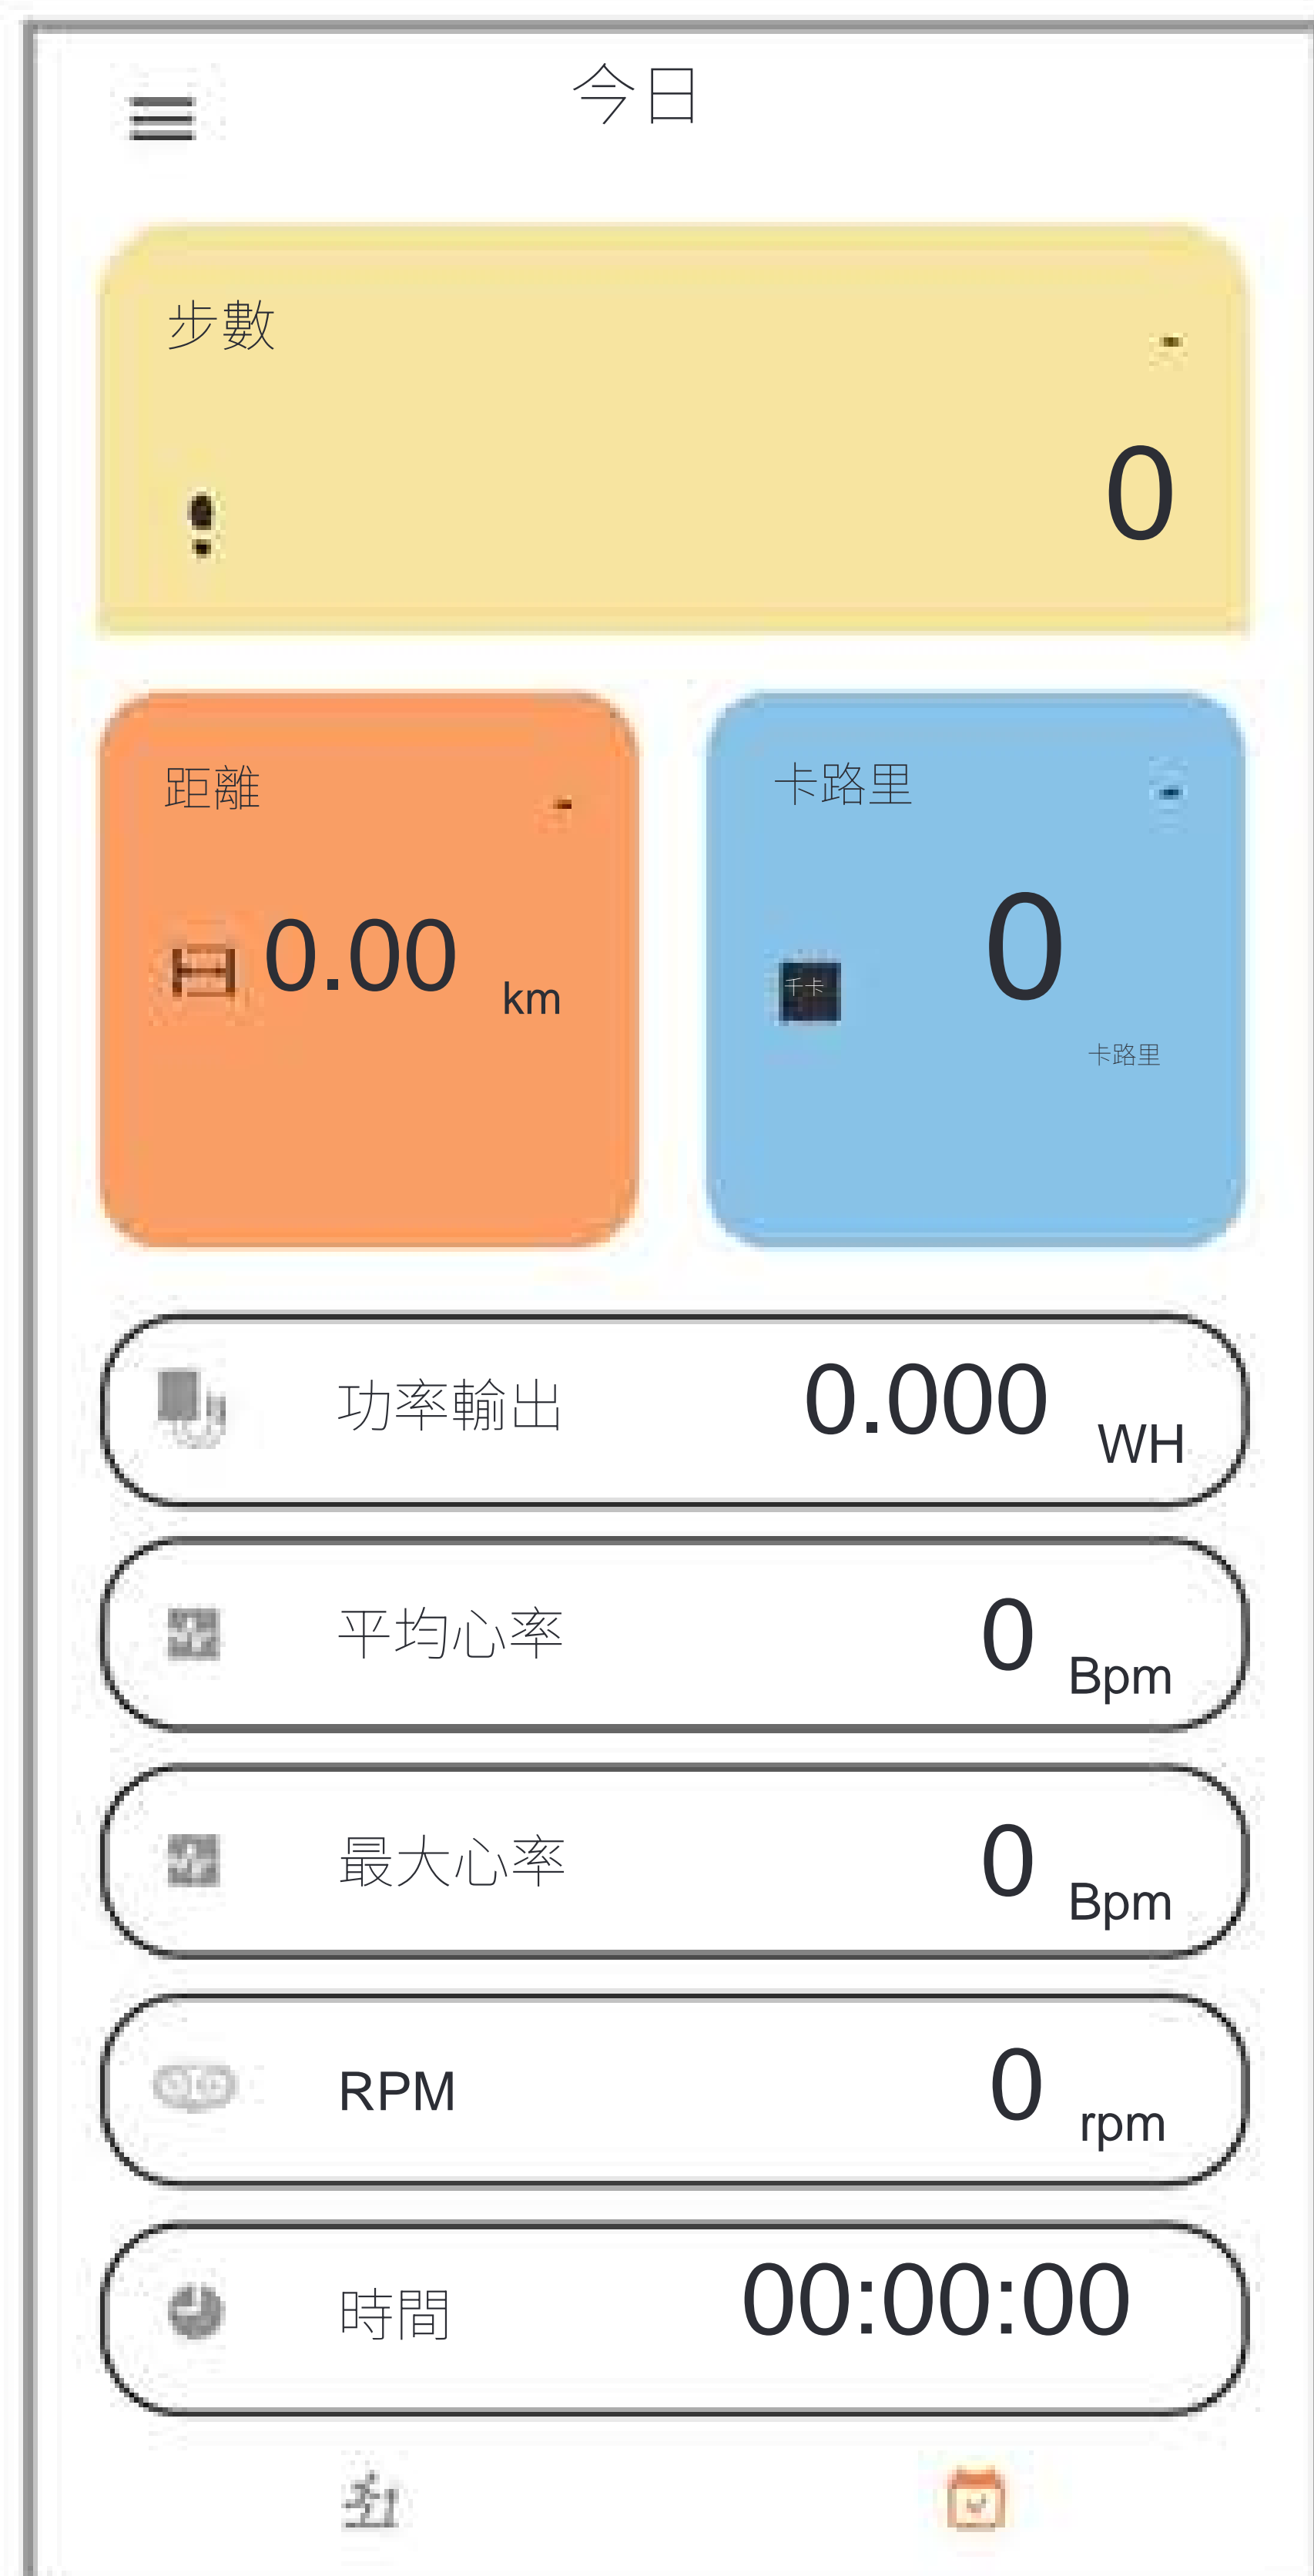 今日
步數
0
距離
0.00 km
卡路里
千卡
0
卡路里
功率輸出 0.000 WH
平均心率 0 Bpm
最大心率 0 Bpm
RPM 0 rpm
時間 00:00:00